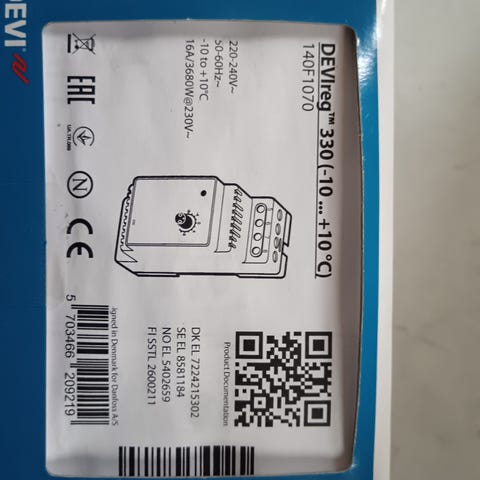 DEVI
DEVIreg™ 330 (-10 ... +10°C)
140F1070
220-240V~
50-60Hz~
-10 to +10°C
16A/3680W@230V~
EAC
N
CE
Product Documentation
DK EL 7224215302
SE EL 8581184
NO EL 5402659
FI SSTL 2600211
igned in Denmark for Danfoss A/S
5 703466 209219